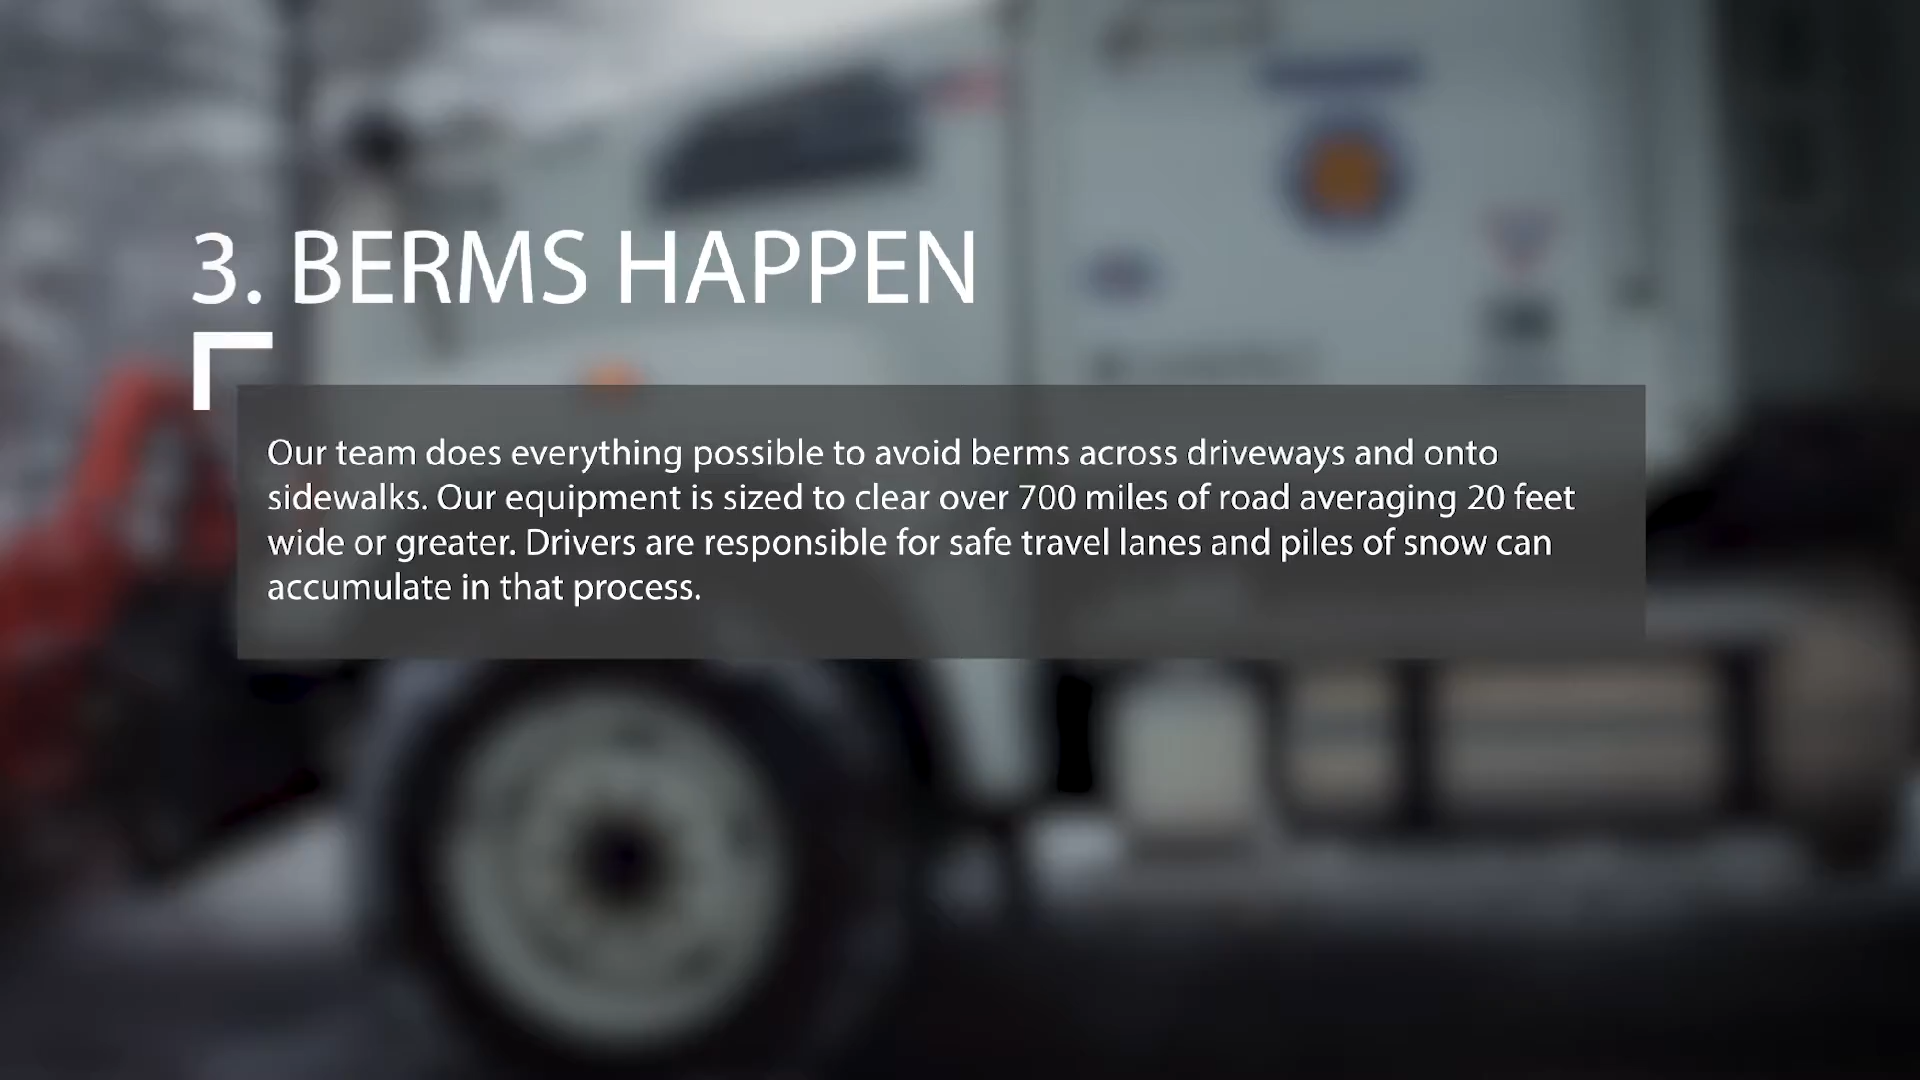 3. BERMS HAPPEN
Our team does everything possible to avoid berms across driveways and onto
sidewalks. Our equipment is sized to clear over 700 miles of road averaging 20 feet
wide or greater. Drivers are responsible for safe travel lanes and piles of snow can
accumulate in that process.